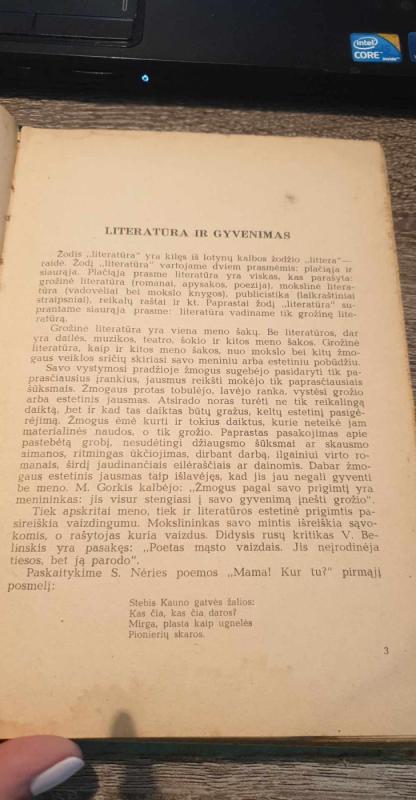 intel
CORE
inside
LITERATŪRA IR GYVENIMAS
Žodis „literatūra“ yra kilęs iš lotynų kalbos žodžio „littera“—
raidė. Žodį „literatūra“ vartojame dviem prasmėmis: plačiąja ir
siaurąja. Plačiąja prasme literatūra yra viskas, kas parašyta:
grožinė literatūra (romanai, apysakos, poezija), mokslinė litera-
tūra (vadovėliai bei mokslo knygos), publicistika (laikraštiniai
straipsniai), reikalų raštai ir kt. Paprastai žodį „literatūra“ su-
prantame siaurąja prasme: literatūra vadiname tik grožinę lite-
ratūrą.
Grožinė literatūra yra viena meno šakų. Be literatūros, dar
yra dailės, muzikos, teatro, šokio ir kitos meno šakos. Grožinė
literatūra, kaip ir kitos meno šakos, nuo mokslo bei kitų žmo-
gaus veiklos sričių skiriasi savo meniniu arba estetiniu pobūdžiu.
Savo vystymosi pradžioje žmogus sugebėjo pasidaryti tik pa-
prasčiausius įrankius, jausmus reikšti mokėjo tik paprasčiausiais
šūksmais. Žmogaus protas tobulėjo, lavėjo ranka, vystėsi grožio
arba estetinis jausmas. Atsirado noras turėti ne tik reikalingą
daiktą, bet ir kad tas daiktas būtų gražus, keltų estetinį pasigė-
rėjimą. Žmogus ėmė kurti ir tokius daiktus, kurie neteikė jam
materialinės naudos, o tik grožio. Paprastas pasakojimas apie
pastebėtą grobį, nesudėtingi džiaugsmo šūksmai ar skausmo
aimanos, ritmingas ūkčiojimas, dirbant darbą, ilgainiui virto ro-
manais, širdį jaudinančiais eilėraščiais ar dainomis. Dabar žmo-
gaus estetinis jausmas taip išlavėjęs, kad jis jau negali gyventi
be meno. M. Gorkis kalbėjo: „Žmogus pagal savo prigimtį yra
menininkas: jis visur stengiasi į savo gyvenimą įnešti grožio“.
Tiek apskritai meno, tiek ir literatūros estetinė prigimtis pa-
sireiškia vaizdingumu. Mokslininkas savo mintis išreiškia sąvo-
komis, o rašytojas kuria vaizdus. Didysis rusų kritikas V. Be-
linskis yra pasakęs: „Poetas mąsto vaizdais. Jis neįrodinėja
tiesos, bet ją parodo“.
Paskaitykime S. Nėries poemos „Mama! Kur tu?“ pirmąjį
posmelį:
Stebis Kauno gatvės žalios:
Kas čia, kas čia daros?
Mirga, plasta kaip ugnelės
Pionierių skaros.
3